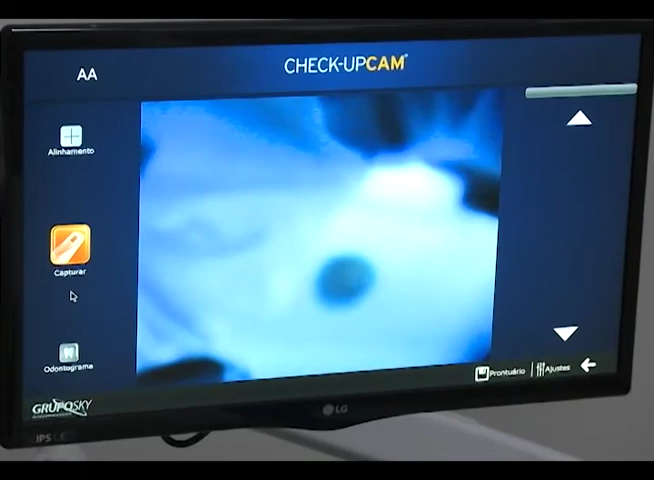 AA
CHECK-UPCAM
Alinhamento
Capturar
Odontograma
Prontuário
Ajustes
GRUPOSKY
LG
IPS